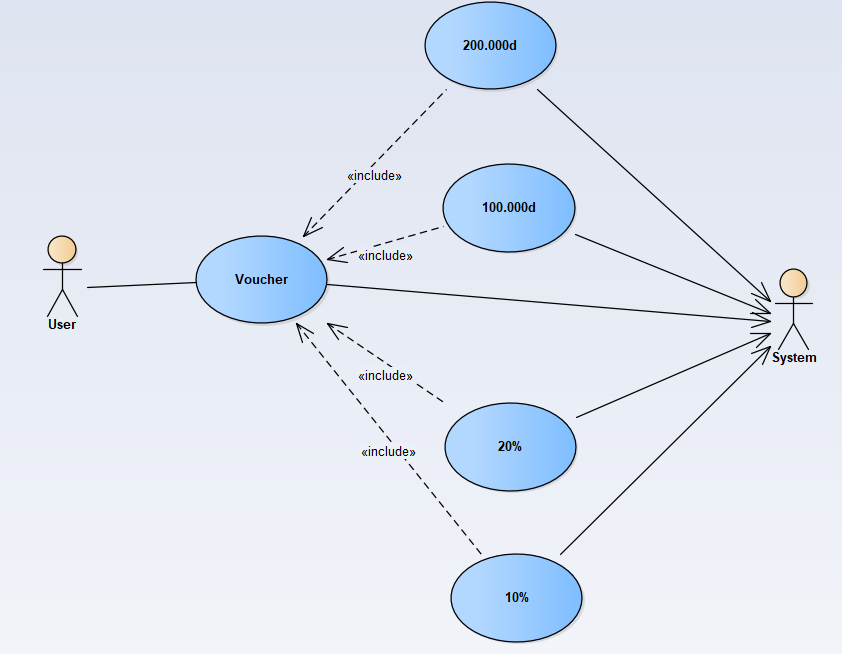 200.000d
«include»
100.000d
«include»
Voucher
User
System
«include»
20%
«include»
10%